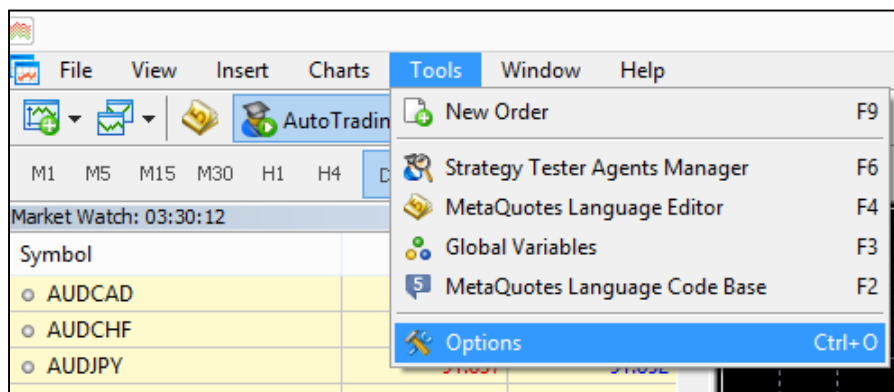 File View Insert Charts Tools Window Help
AutoTradin
New Order F9
M1 M5 M15 M30 H1 H4 D
Strategy Tester Agents Manager F6
Market Watch: 03:30:12
MetaQuotes Language Editor F4
Symbol
Global Variables F3
AUDCAD
5 MetaQuotes Language Code Base F2
AUDCHF
Options Ctrl+O
AUDJPY